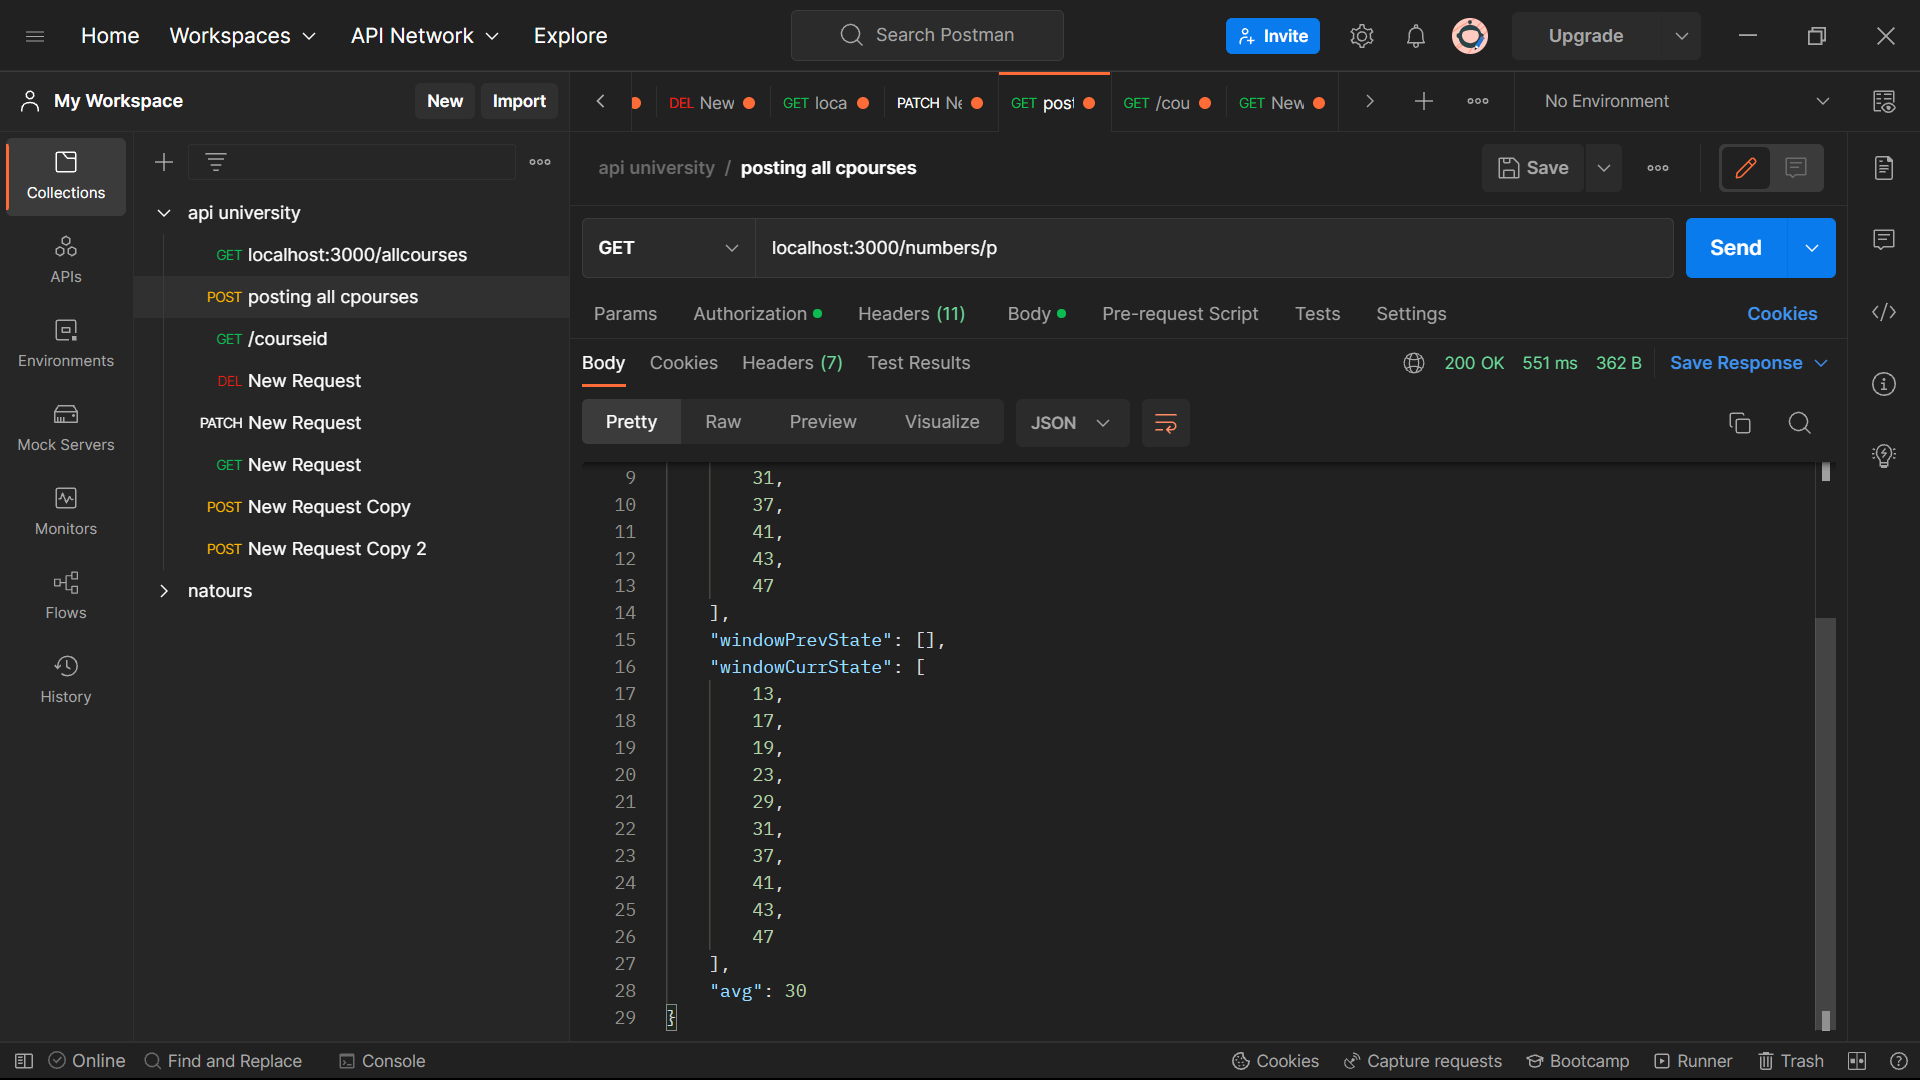 Home Workspaces API Network Explore Search Postman Invite Upgrade
My Workspace New Import DEL New GET loca PATCH Ne GET post GET /cou GET New No Environment
api university / posting all cpourses Save
Collections
APIs
Environments
Mock Servers
Monitors
Flows
History
api university
GET localhost:3000/allcourses
POST posting all cpourses
GET /courseid
DEL New Request
PATCH New Request
GET New Request
POST New Request Copy
POST New Request Copy 2
natours
GET localhost:3000/numbers/p Send
Params Authorization Headers (11) Body Pre-request Script Tests Settings Cookies
Body Cookies Headers (7) Test Results 200 OK 551 ms 362 B Save Response
Pretty Raw Preview Visualize JSON
9 31,
10 37,
11 41,
12 43,
13 47
14 ],
15 "windowPrevState": [],
16 "windowCurrState": [
17 13,
18 17,
19 19,
20 23,
21 29,
22 31,
23 37,
24 41,
25 43,
26 47
27 ],
28 "avg": 30
29 }
Online Find and Replace Console Cookies Capture requests Bootcamp Runner Trash